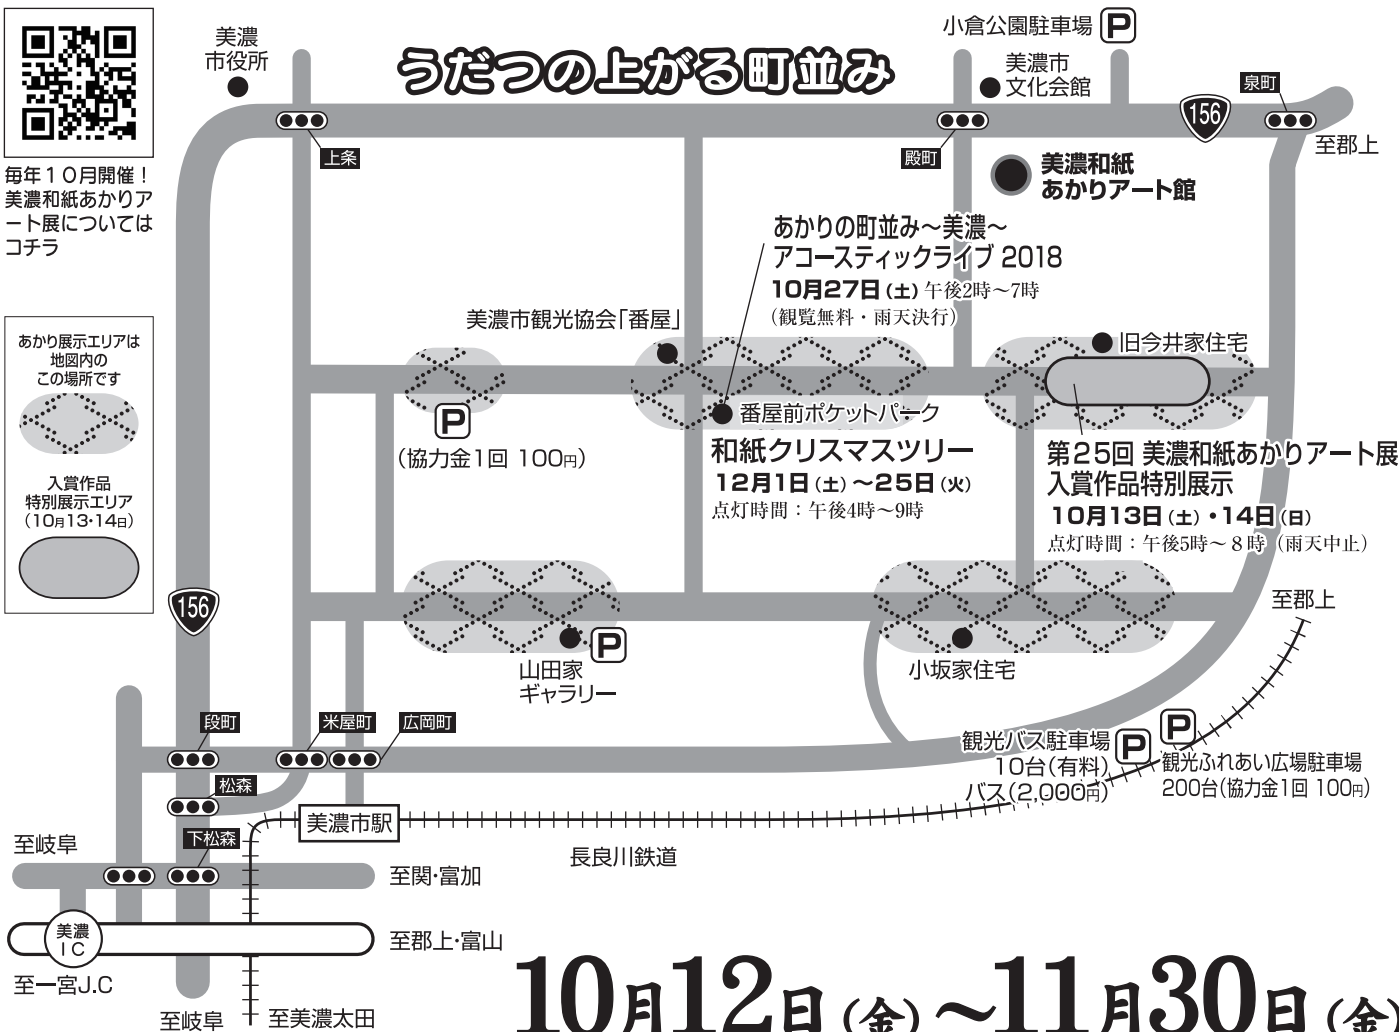 うだつの上がる町並み
毎年10月開催！
美濃和紙あかりア
ート展については
コチラ
あかり展示エリアは
地図内の
この場所です
入賞作品
特別展示エリア
（10月13・14日）
美濃
市役所
小倉公園駐車場 P
美濃市
文化会館
泉町
156
至郡上
上条
殿町
美濃和紙
あかりアート館
あかりの町並み～美濃～
アコースティックライブ 2018
10月27日（土）午後2時～7時
（観覧無料・雨天決行）
美濃市観光協会「番屋」
旧今井家住宅
P
（協力金1回 100円）
番屋前ポケットパーク
和紙クリスマスツリー
12月1日（土）～25日（火）
点灯時間：午後4時～9時
第25回 美濃和紙あかりアート展
入賞作品特別展示
10月13日（土）・14日（日）
点灯時間：午後5時～８時（雨天中止）
156
至郡上
P
山田家
ギャラリー
小坂家住宅
段町
米屋町
広岡町
松森
下松森
観光バス駐車場
10台（有料）
バス（2,000円）
P
P
観光ふれあい広場駐車場
200台（協力金1回 100円）
美濃市駅
長良川鉄道
至岐阜
至関・富加
美濃
IC
至郡上・富山
至一宮J.C
至岐阜
至美濃太田
10月12日（金）～11月30日（金）